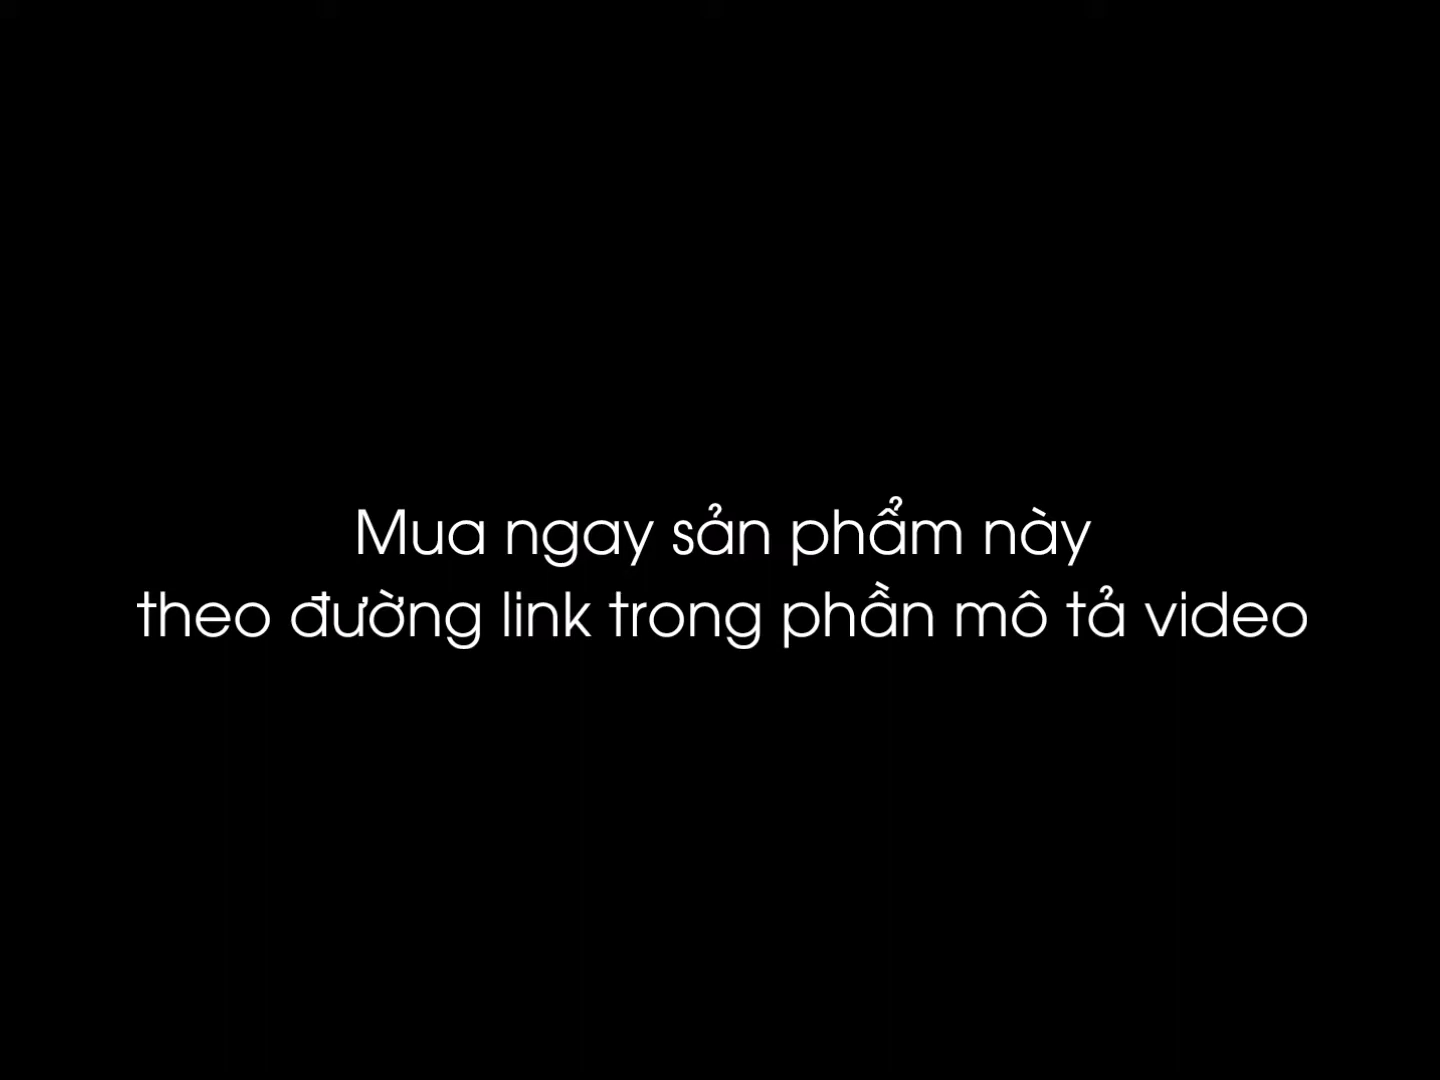 Mua ngay sản phẩm này
theo đường link trong phần mô tả video